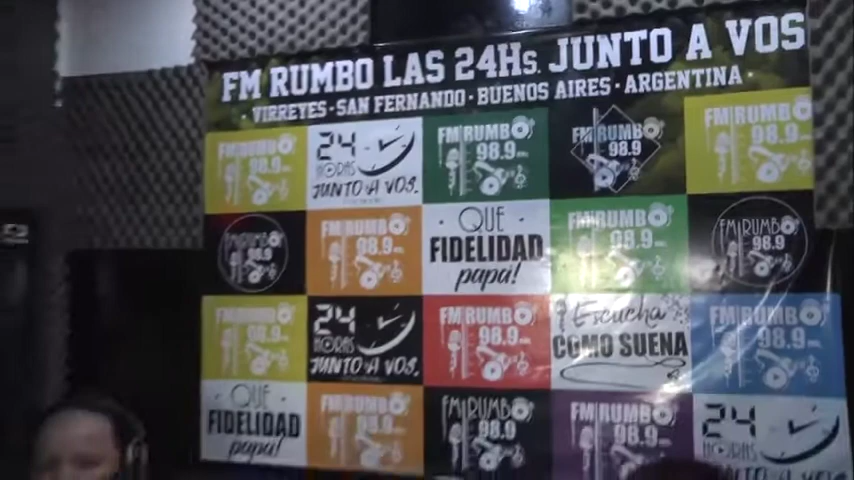 FM RUMBO LAS 24Hs. JUNTO A VOS
VIRREYES · SAN FERNANDO · BUENOS AIRES · ARGENTINA
FM RUMBO
98.9
24
HORAS
JUNTO A VOS.
FM RUMBO
98.9
FM RUMBO
98.9
FM RUMBO
98.9
FM RUMBO
98.9
FM RUMBO
98.9
· QUE ·
FIDELIDAD
papa!
FM RUMBO
98.9
FM RUMBO
98.9
FM RUMBO
98.9
24
HORAS
JUNTO A VOS.
FM RUMBO
98.9
Escucha
COMO SUENA
FM RUMBO
98.9
· QUE ·
FIDELIDAD
papa!
FM RUMBO
98.9
FM RUMBO
98.9
FM RUMBO
98.9
24
HORAS